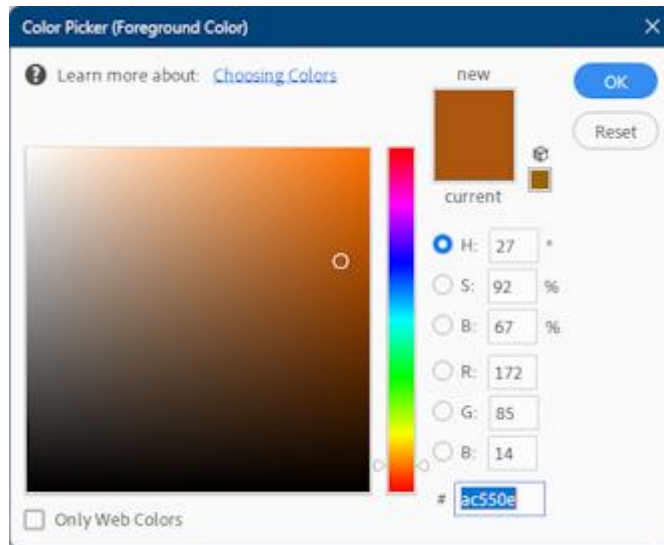 Color Picker (Foreground Color)
Learn more about: Choosing Colors
new
OK
Reset
current
H: 27 °
S: 92 %
B: 67 %
R: 172
G: 85
B: 14
# ac550e
Only Web Colors